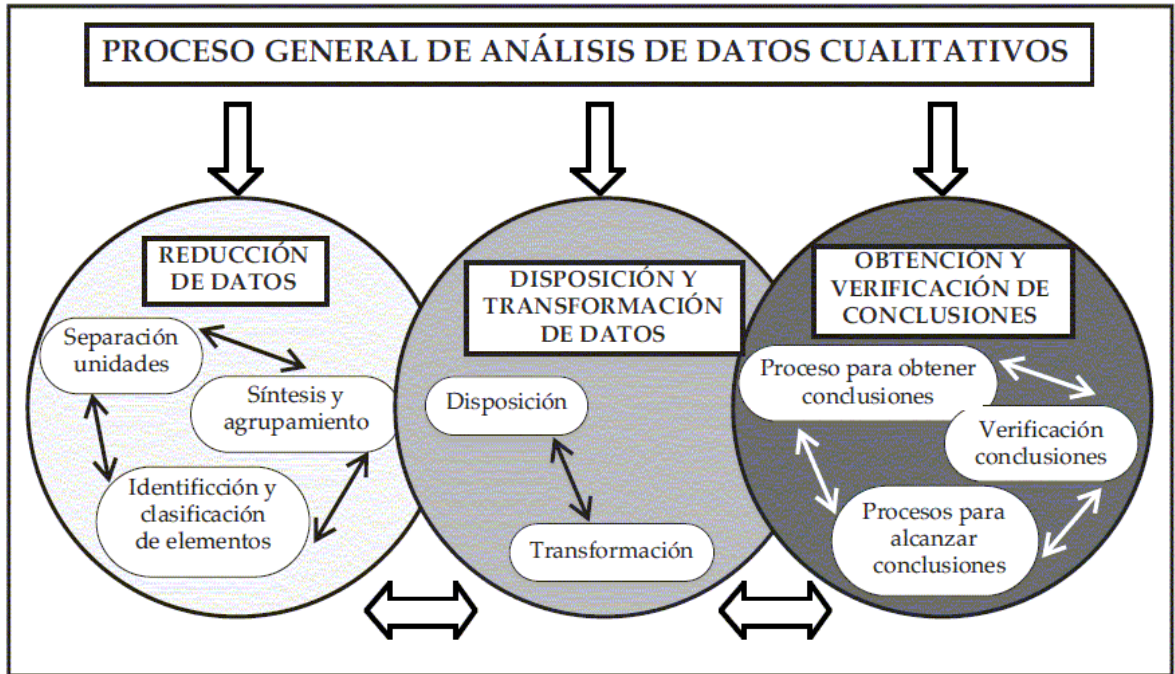 PROCESO GENERAL DE ANÁLISIS DE DATOS CUALITATIVOS
REDUCCIÓN
DE DATOS
Separación
unidades
Síntesis y
agrupamiento
Identificción y
clasificación
de elementos
DISPOSICIÓN Y
TRANSFORMACIÓN
DE DATOS
Disposición
Transformación
OBTENCIÓN Y
VERIFICACIÓN DE
CONCLUSIONES
Proceso para obtener
conclusiones
Verificación
conclusiones
Procesos para
alcanzar
conclusiones